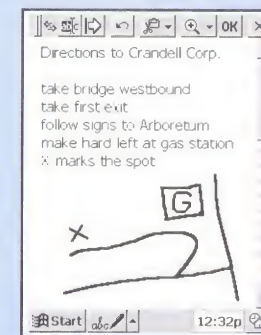 OK
Directions to Crandell Corp.
take bridge westbound
take first exit
follow signs to Arboretum
make hard left at gas station
X marks the spot
G
X
Start abc 12:32p